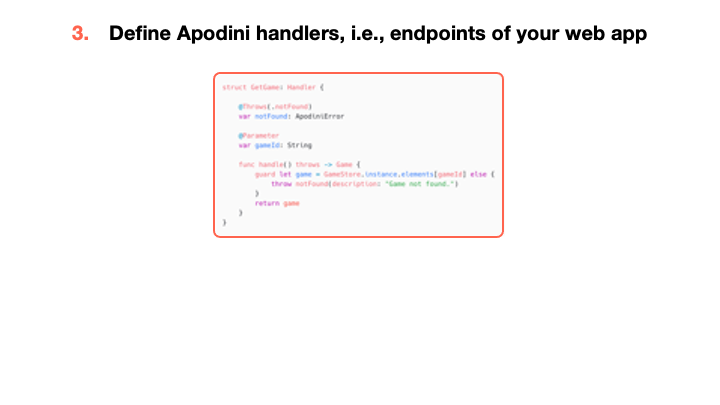 3. Define Apodini handlers, i.e., endpoints of your web app
struct GetGame: Handler {
@Throws(.notFound)
var notFound: ApodiniError
@Parameter
var gameId: String
func handle() throws -> Game {
guard let game = GameStore.instance.elements[gameId] else {
throw notFound(description: "Game not found.")
}
return game
}
}